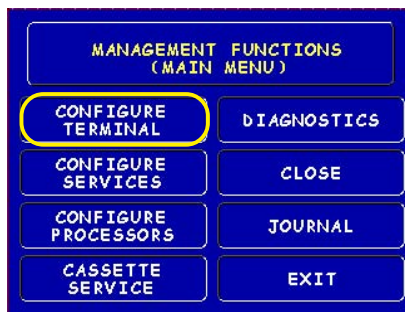 MANAGEMENT FUNCTIONS
(MAIN MENU)
CONFIGURE
TERMINAL
DIAGNOSTICS
CONFIGURE
SERVICES
CLOSE
CONFIGURE
PROCESSORS
JOURNAL
CASSETTE
SERVICE
EXIT